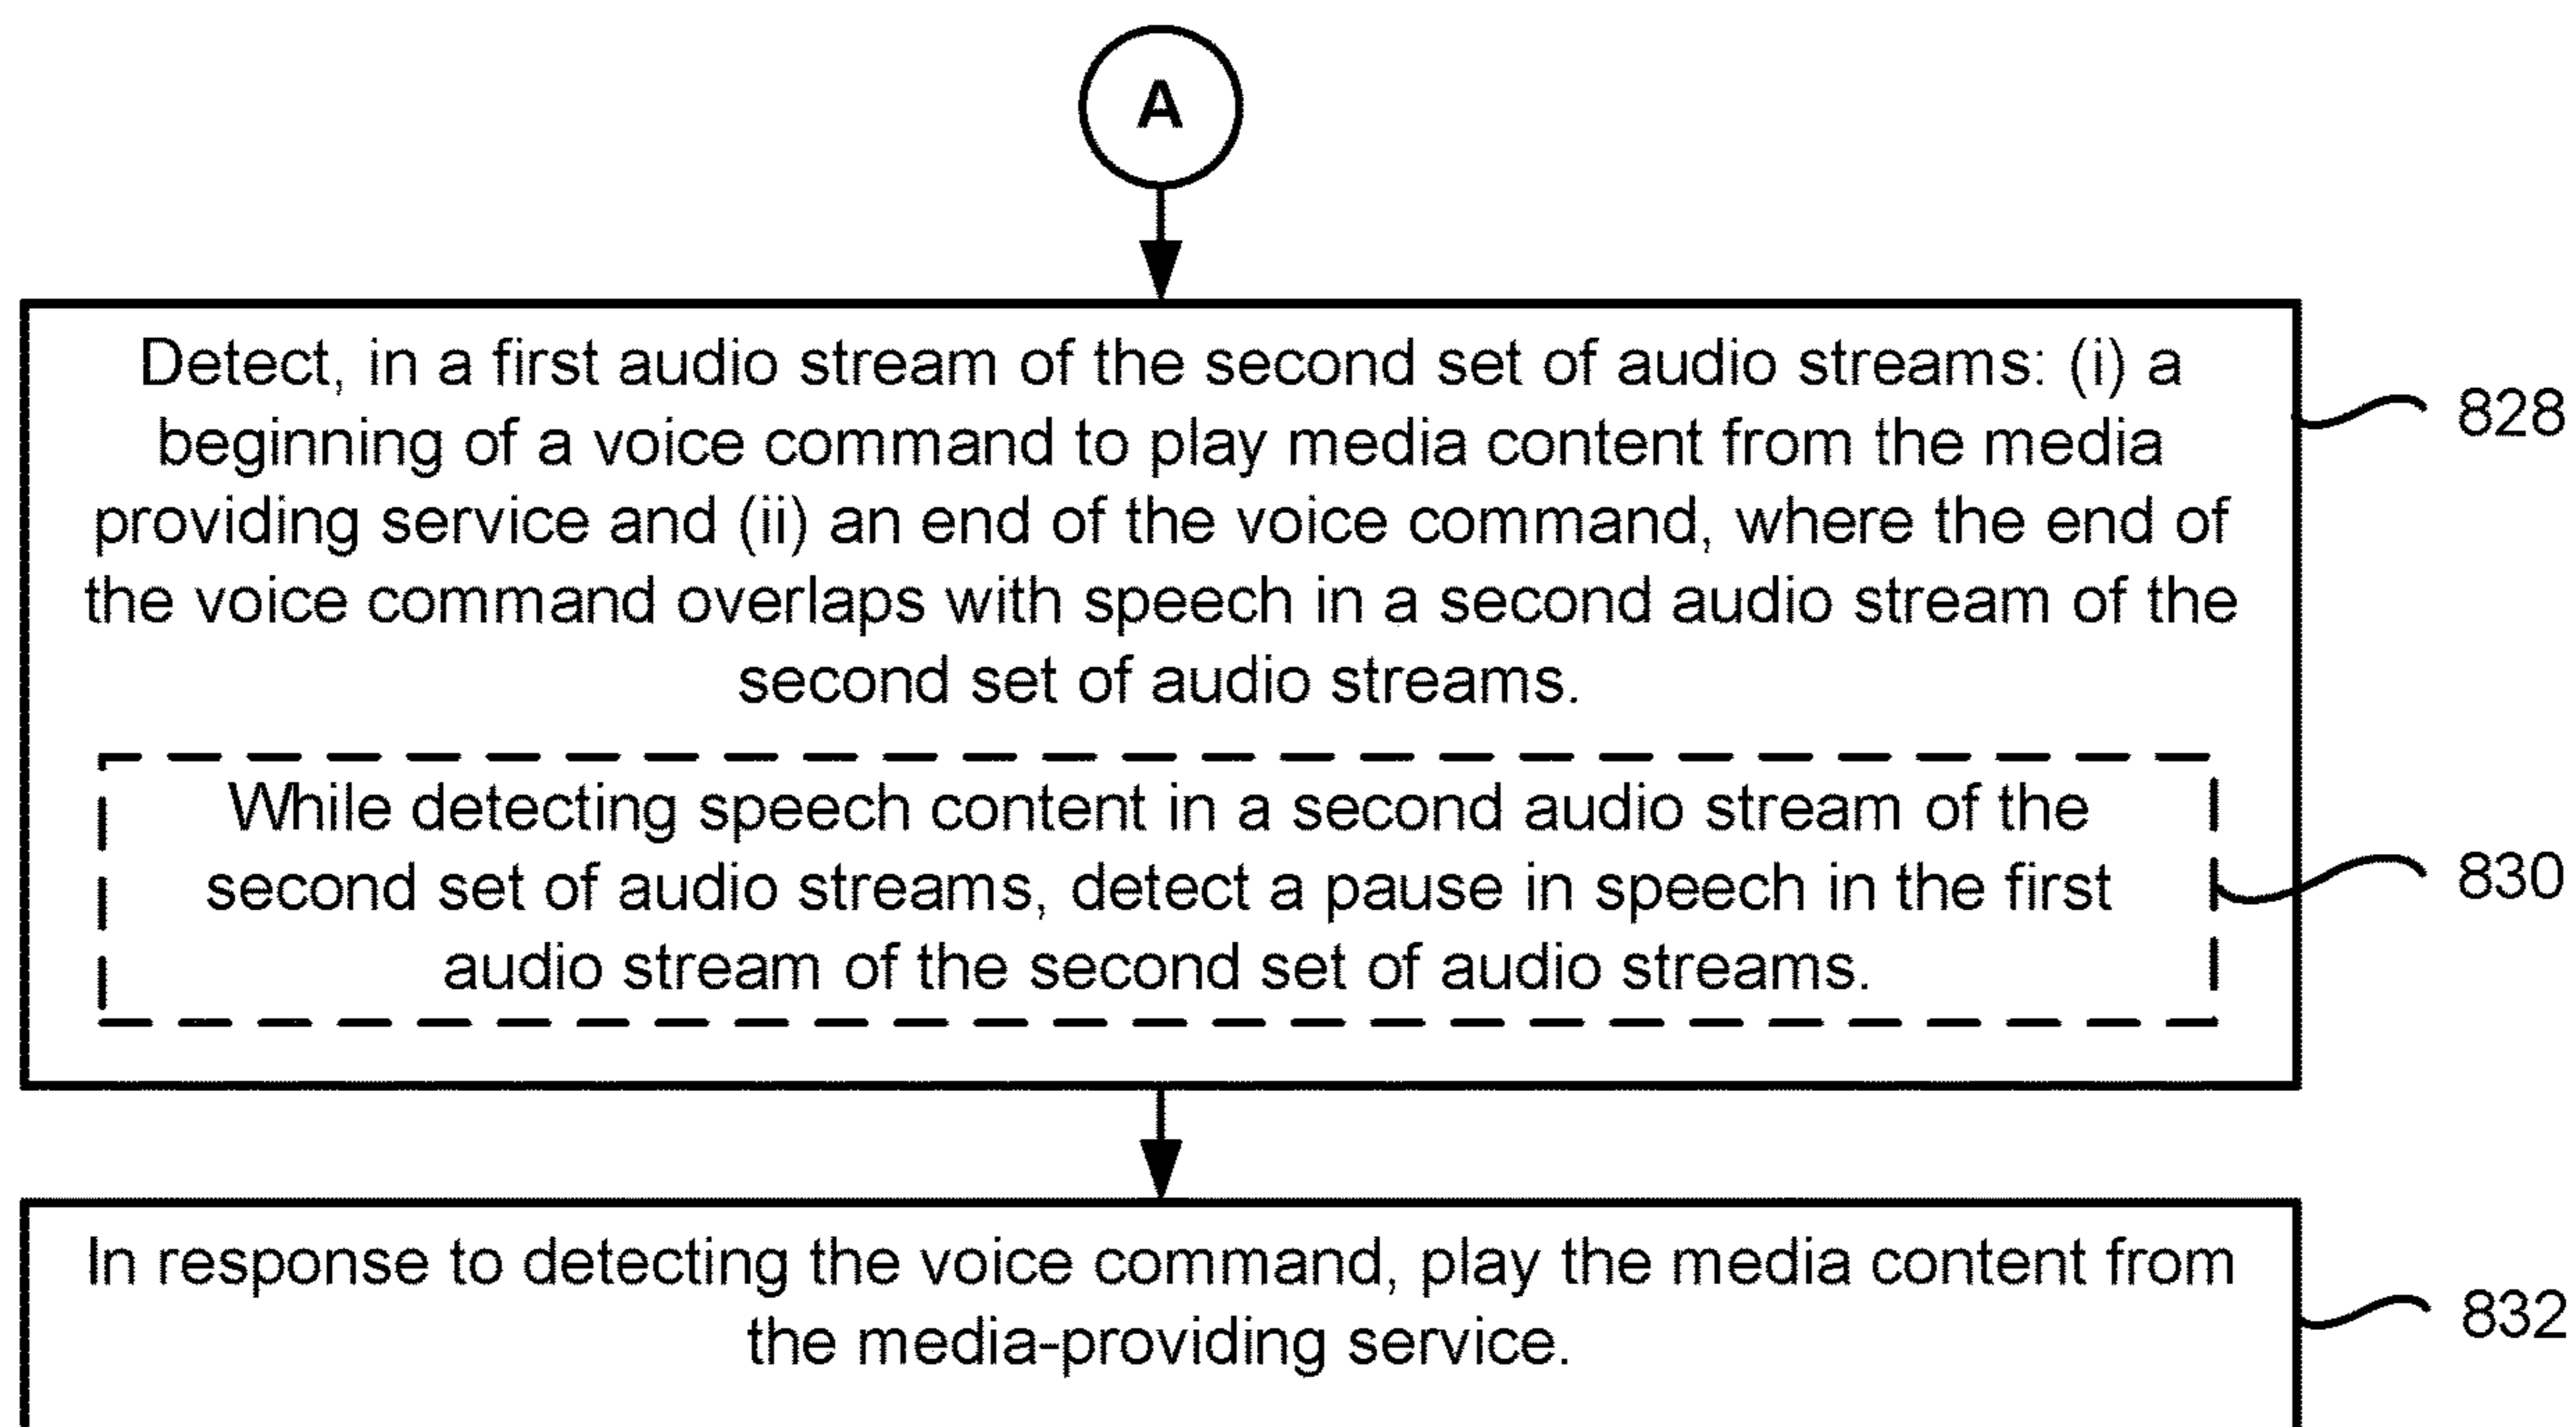 A
Detect, in a first audio stream of the second set of audio streams: (i) a
beginning of a voice command to play media content from the media
providing service and (ii) an end of the voice command, where the end of
the voice command overlaps with speech in a second audio stream of the
second set of audio streams.
828
While detecting speech content in a second audio stream of the
second set of audio streams, detect a pause in speech in the first
audio stream of the second set of audio streams.
830
In response to detecting the voice command, play the media content from
the media-providing service.
832